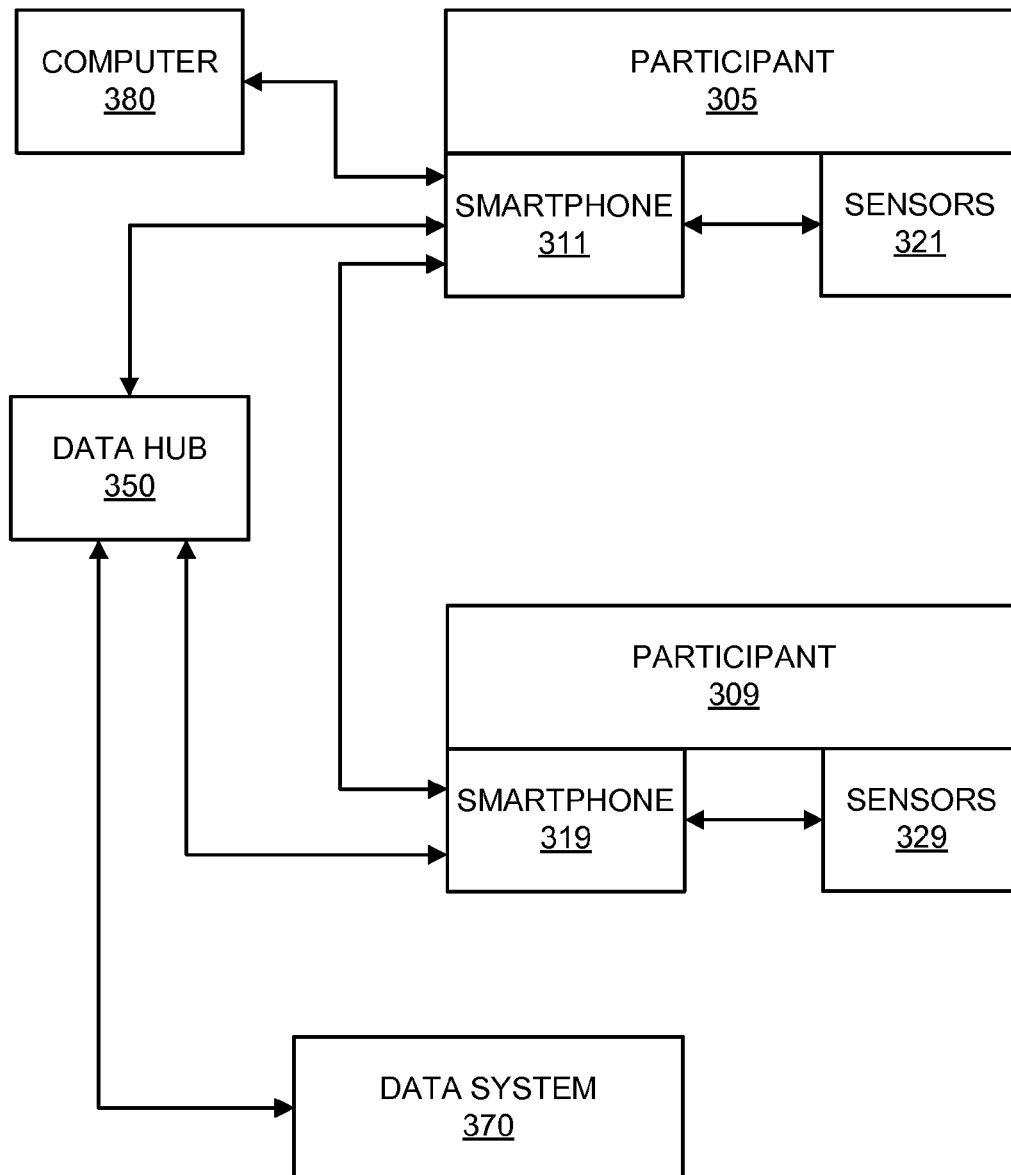 COMPUTER
380
PARTICIPANT
305
SMARTPHONE
311
SENSORS
321
DATA HUB
350
PARTICIPANT
309
SMARTPHONE
319
SENSORS
329
DATA SYSTEM
370